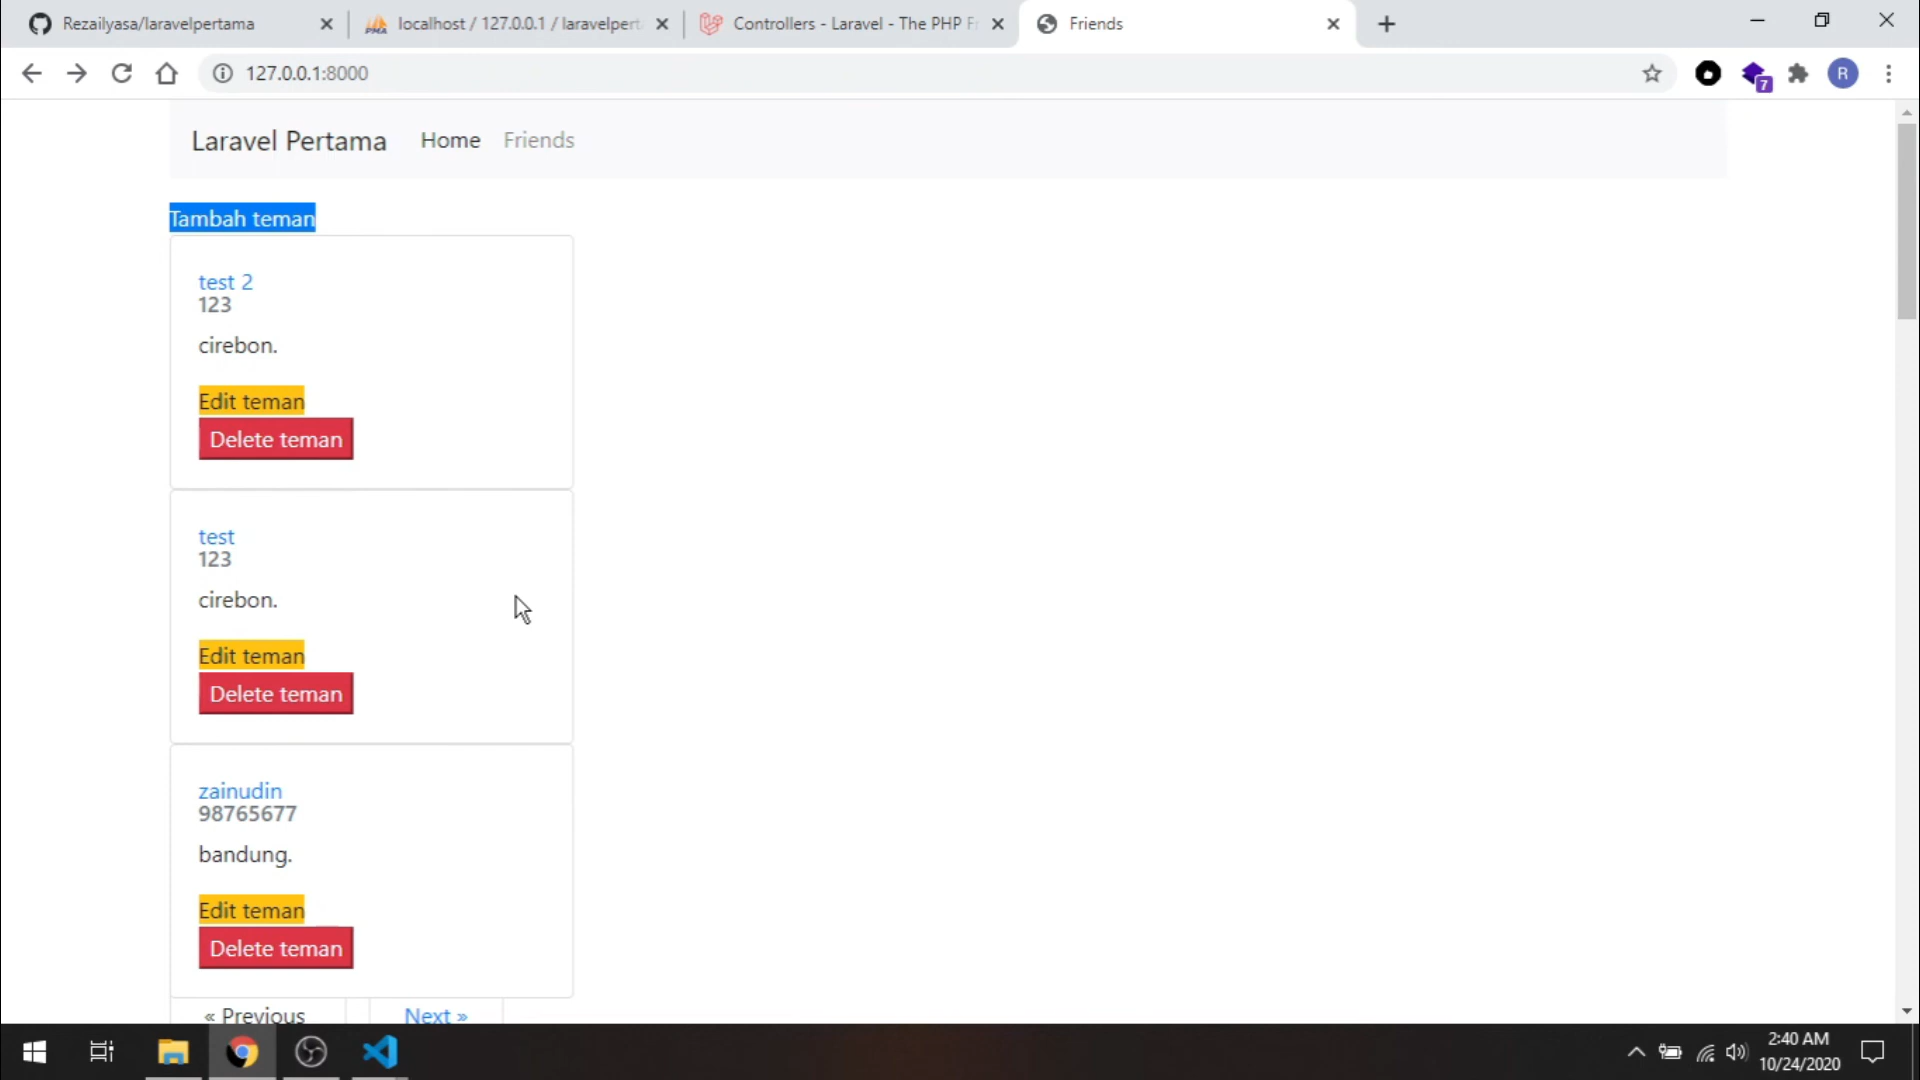 Rezailyasa/laravelpertama
localhost / 127.0.0.1 / laravelpert
Controllers - Laravel - The PHP F
Friends
127.0.0.1:8000
7
R
Laravel Pertama
Home
Friends
Tambah teman
test 2
123
cirebon.
Edit teman
Delete teman
test
123
cirebon.
Edit teman
Delete teman
zainudin
98765677
bandung.
Edit teman
Delete teman
« Previous
Next »
2:40 AM
10/24/2020